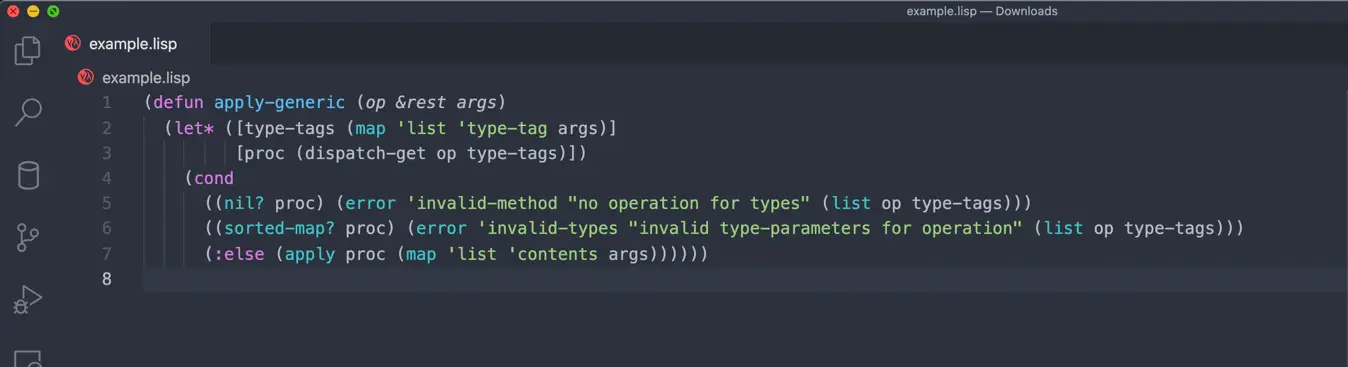 example.lisp — Downloads
example.lisp
example.lisp
1 (defun apply-generic (op &rest args)
2   (let* ([type-tags (map 'list 'type-tag args)]
3          [proc (dispatch-get op type-tags)])
4     (cond
5       ((nil? proc) (error 'invalid-method "no operation for types" (list op type-tags)))
6       ((sorted-map? proc) (error 'invalid-types "invalid type-parameters for operation" (list op type-tags)))
7       (:else (apply proc (map 'list 'contents args))))))
8